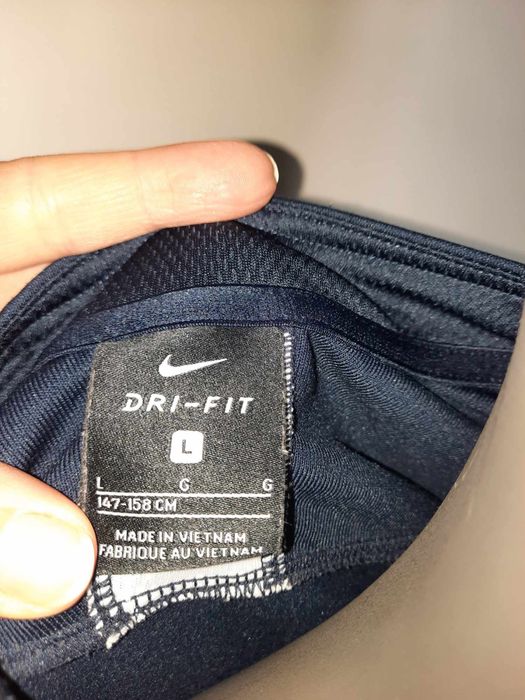 DRI-FIT
L
L G G
147-158 CM
MADE IN VIETNAM
FABRIQUE AU VIETNAM